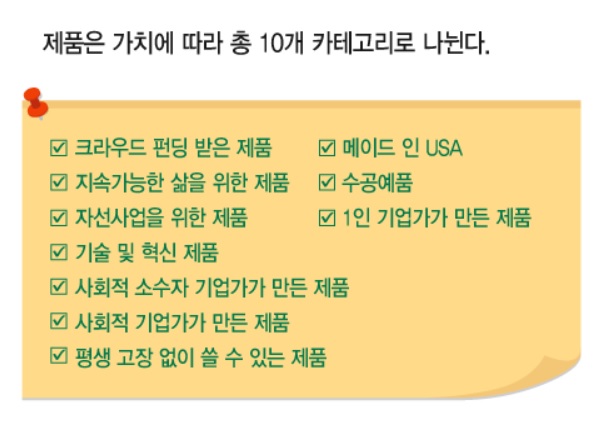 제품은 가치에 따라 총 10개 카테고리로 나뉜다.
☑ 크라우드 펀딩 받은 제품
☑ 지속가능한 삶을 위한 제품
☑ 자선사업을 위한 제품
☑ 기술 및 혁신 제품
☑ 사회적 소수자 기업가가 만든 제품
☑ 사회적 기업가가 만든 제품
☑ 평생 고장 없이 쓸 수 있는 제품
☑ 메이드 인 USA
☑ 수공예품
☑ 1인 기업가가 만든 제품